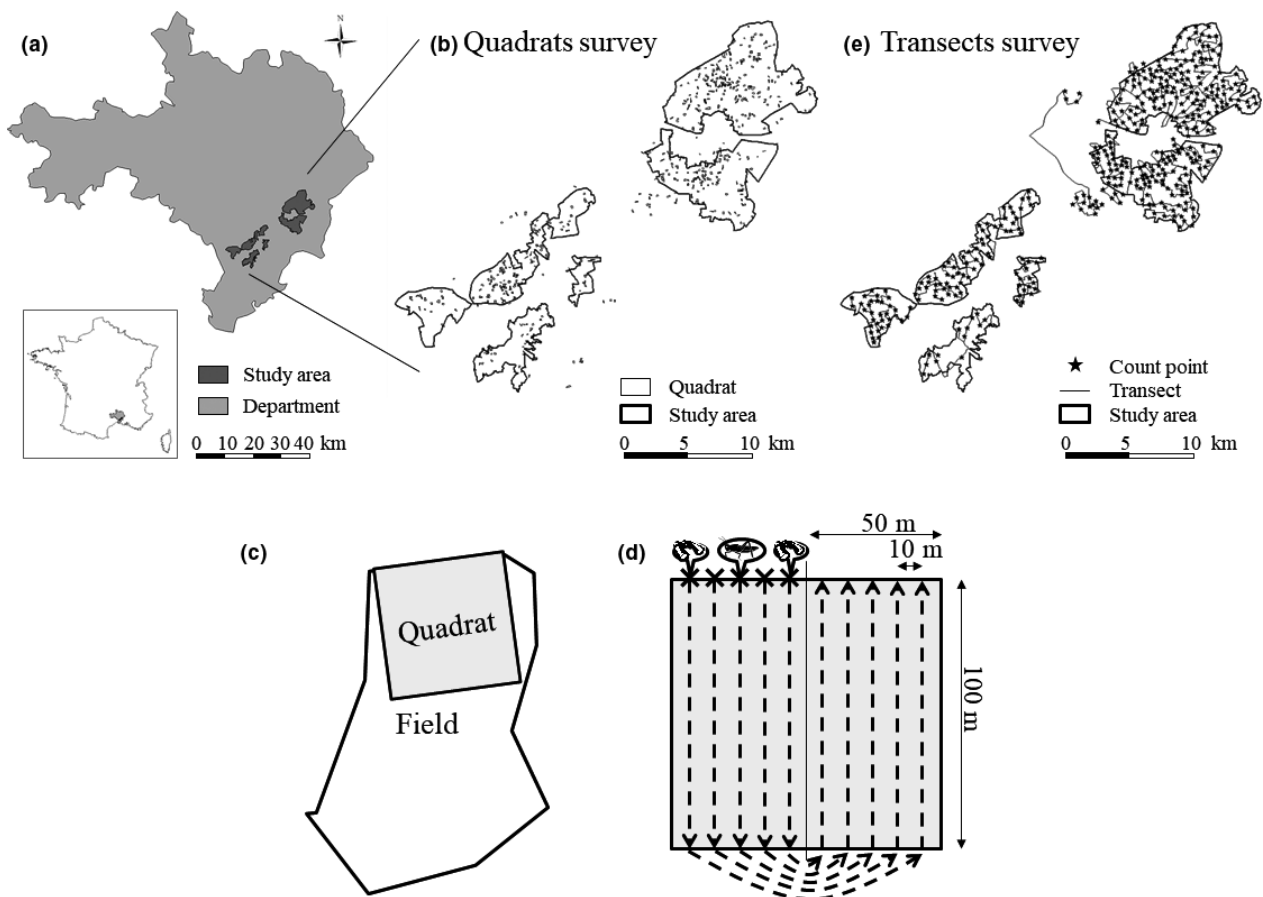 (a)
N
Study area
Department
0 10 20 30 40 km
(b) Quadrats survey
Quadrat
Study area
0 5 10 km
(e) Transects survey
Count point
Transect
Study area
0 5 10 km
(c)
Quadrat
Field
(d)
50 m
10 m
100 m